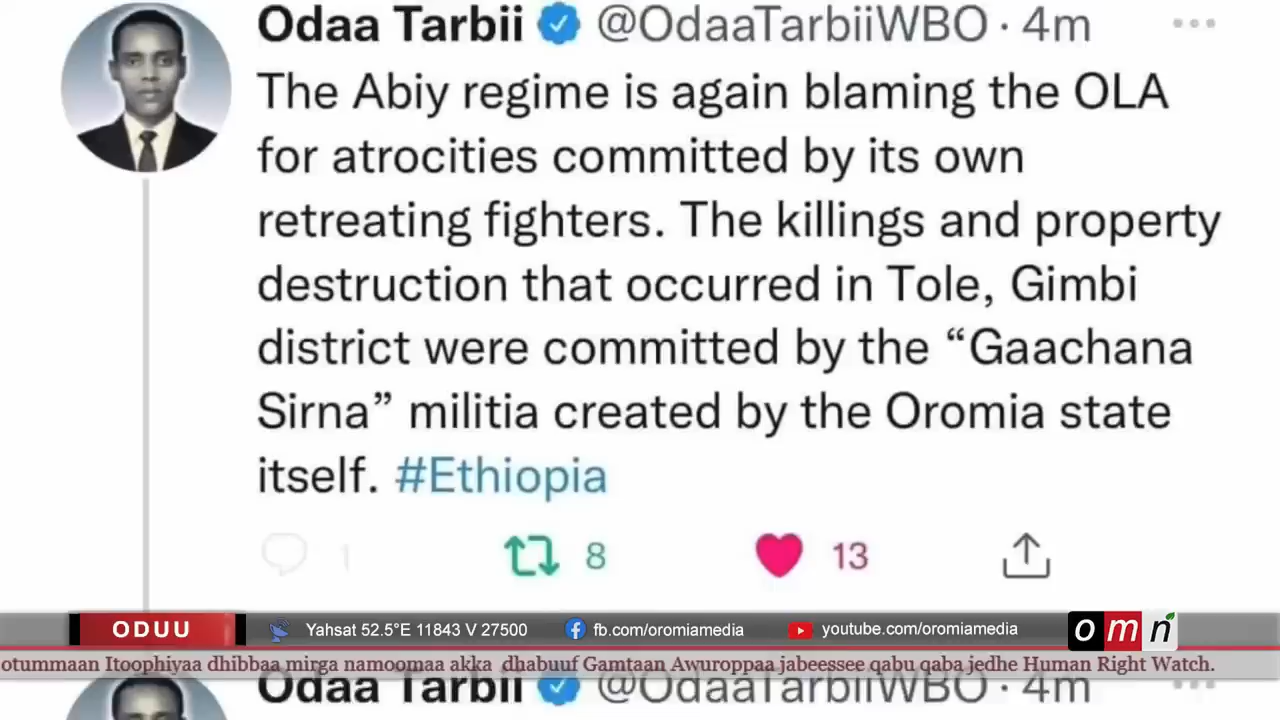 Odaa Tarbii @OdaaTarbiiWBO · 4m
The Abiy regime is again blaming the OLA
for atrocities committed by its own
retreating fighters. The killings and property
destruction that occurred in Tole, Gimbi
district were committed by the “Gaachana
Sirna” militia created by the Oromia state
itself. #Ethiopia
1 8 13
ODUU Yahsat 52.5°E 11843 V 27500 fb.com/oromiamedia youtube.com/oromiamedia omn
otummaan Itoophiyaa dhibbaa mirga namoomaa akka dhabuuf Gamtaan Awuroppaa jabeessee qabu qaba jedhe Human Right Watch.
Odaa Tarbii @OdaaTarbiiWBO · 4m